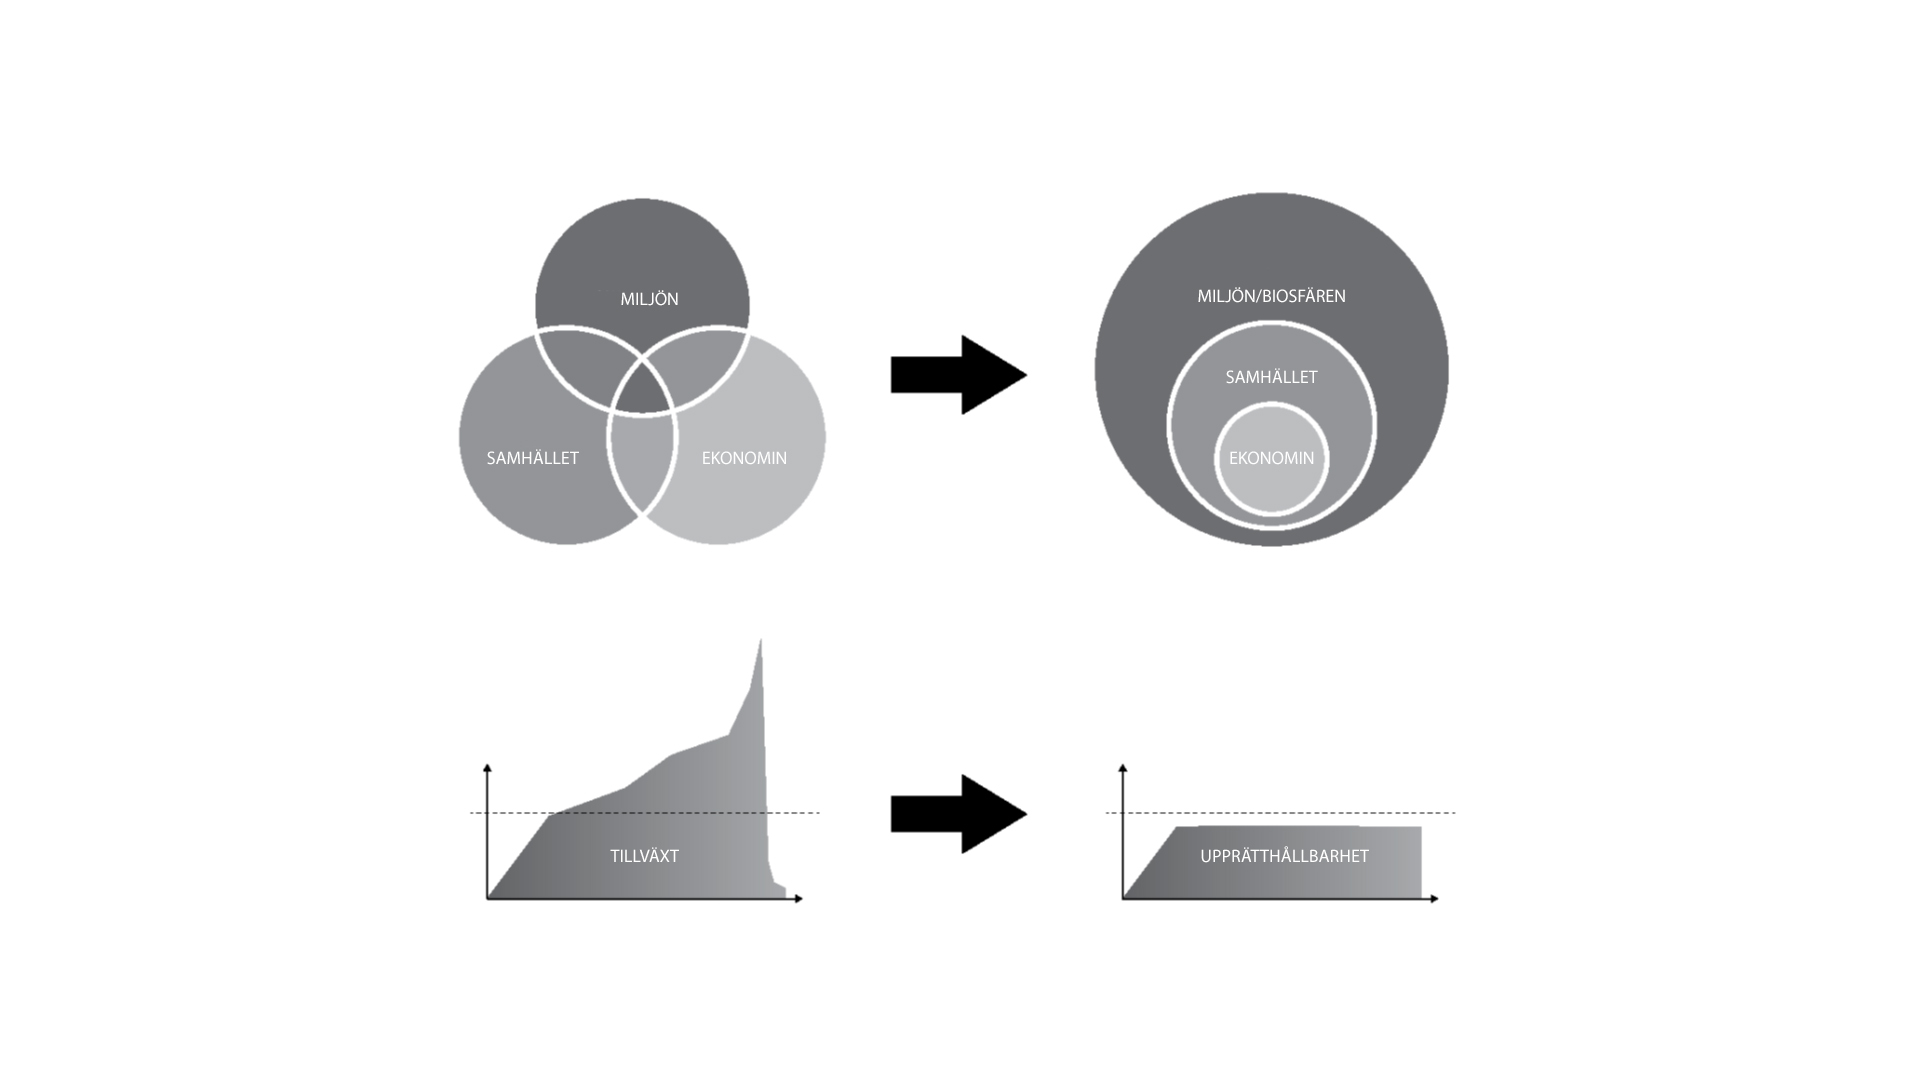 MILJÖN
SAMHÄLLET
EKONOMIN
MILJÖN/BIOSFÄREN
SAMHÄLLET
EKONOMIN
TILLVÄXT
UPPRÄTTHÅLLBARHET